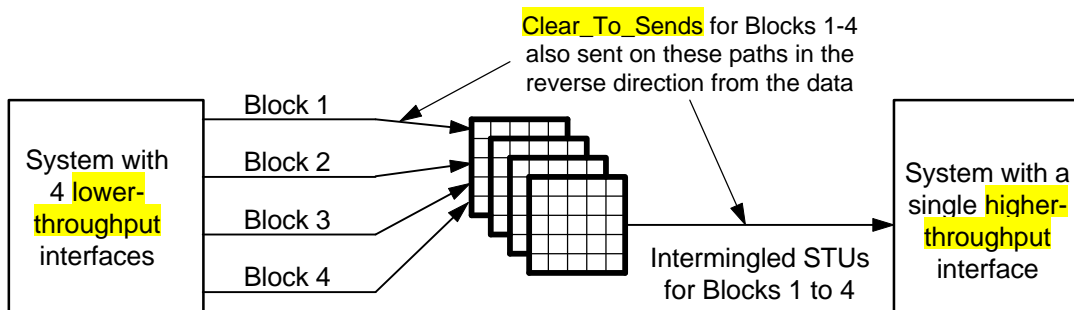 Clear_To_Sends for Blocks 1-4
also sent on these paths in the
reverse direction from the data
System with
4 lower-
throughput
interfaces
Block 1
Block 2
Block 3
Block 4
Intermingled STUs
for Blocks 1 to 4
System with a
single higher-
throughput
interface